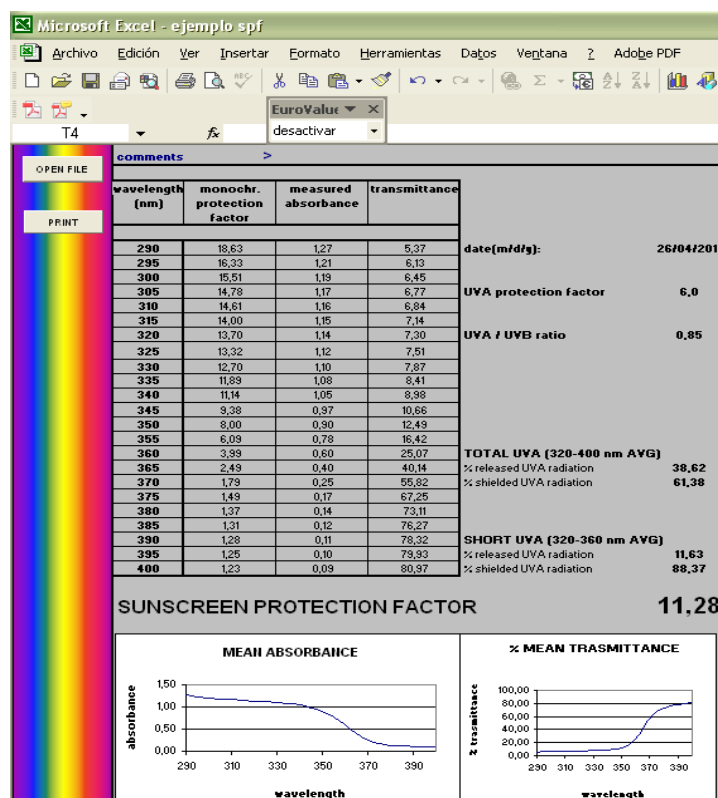 Microsoft Excel - ejemplo spf
Archivo Edición Ver Insertar Formato Herramientas Datos Ventana ? Adobe PDF
EuroValue
T4 fx desactivar
OPEN FILE
PRINT
comments >
wavelength (nm) monochr. protection factor measured absorbance transmittance
290 18,63 1,27 5,37 date(m/d/y): 26/04/201
295 16,33 1,21 6,13
300 15,51 1,19 6,45
305 14,78 1,17 6,77 UVA protection factor 6,0
310 14,61 1,16 6,84
315 14,00 1,15 7,14
320 13,70 1,14 7,30 UVA / UVB ratio 0,85
325 13,32 1,12 7,51
330 12,70 1,10 7,87
335 11,89 1,08 8,41
340 11,14 1,05 8,98
345 9,38 0,97 10,66
350 8,00 0,90 12,49
355 6,09 0,78 16,42
360 3,99 0,60 25,07 TOTAL UVA (320-400 nm AVG)
365 2,49 0,40 40,14 % released UVA radiation 38,62
370 1,79 0,25 55,82 % shielded UVA radiation 61,38
375 1,49 0,17 67,25
380 1,37 0,14 73,11
385 1,31 0,12 76,27
390 1,28 0,11 78,32 SHORT UVA (320-360 nm AVG)
395 1,25 0,10 79,93 % released UVA radiation 11,63
400 1,23 0,09 80,97 % shielded UVA radiation 88,37
SUNSCREEN PROTECTION FACTOR 11,28
MEAN ABSORBANCE
absorbance
1,50
1,00
0,50
0,00
290 310 330 350 370 390
wavelength
% MEAN TRASMITTANCE
% trasmittance
100,00
80,00
60,00
40,00
20,00
0,00
290 310 330 350 370 390
wavelength